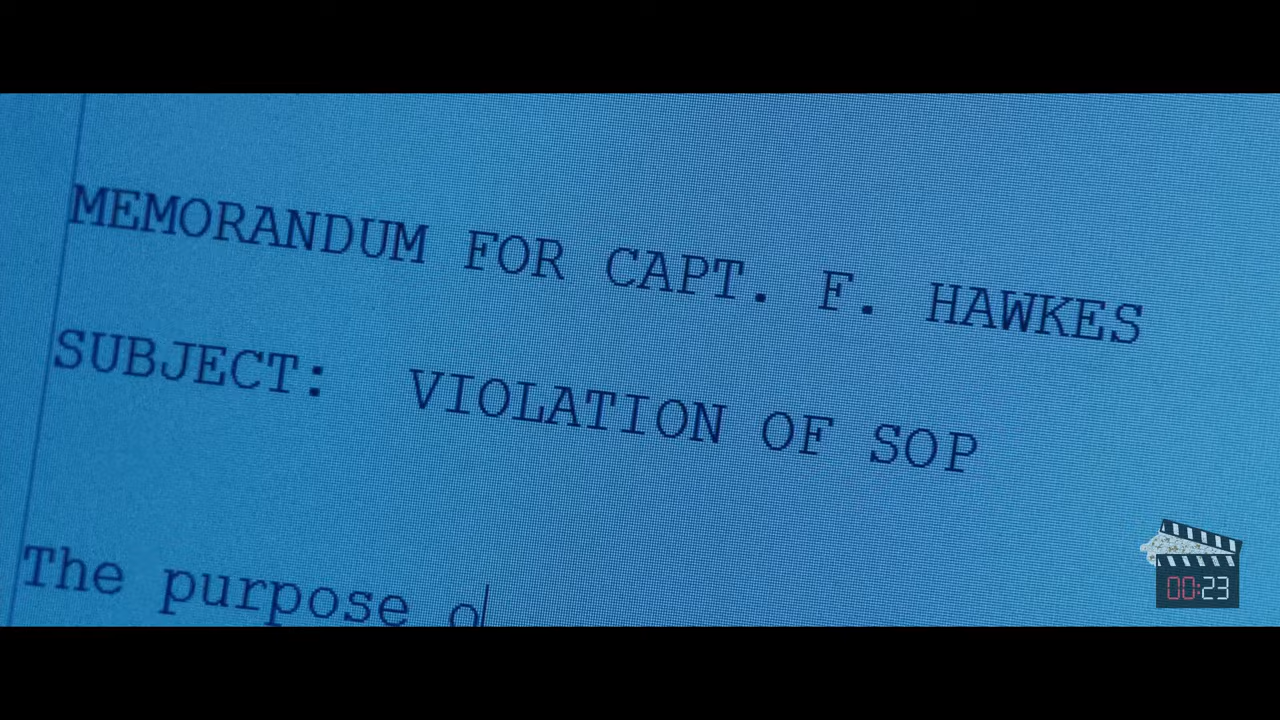 MEMORANDUM FOR CAPT. F. HAWKES
SUBJECT: VIOLATION OF SOP
The purpose o
00:23